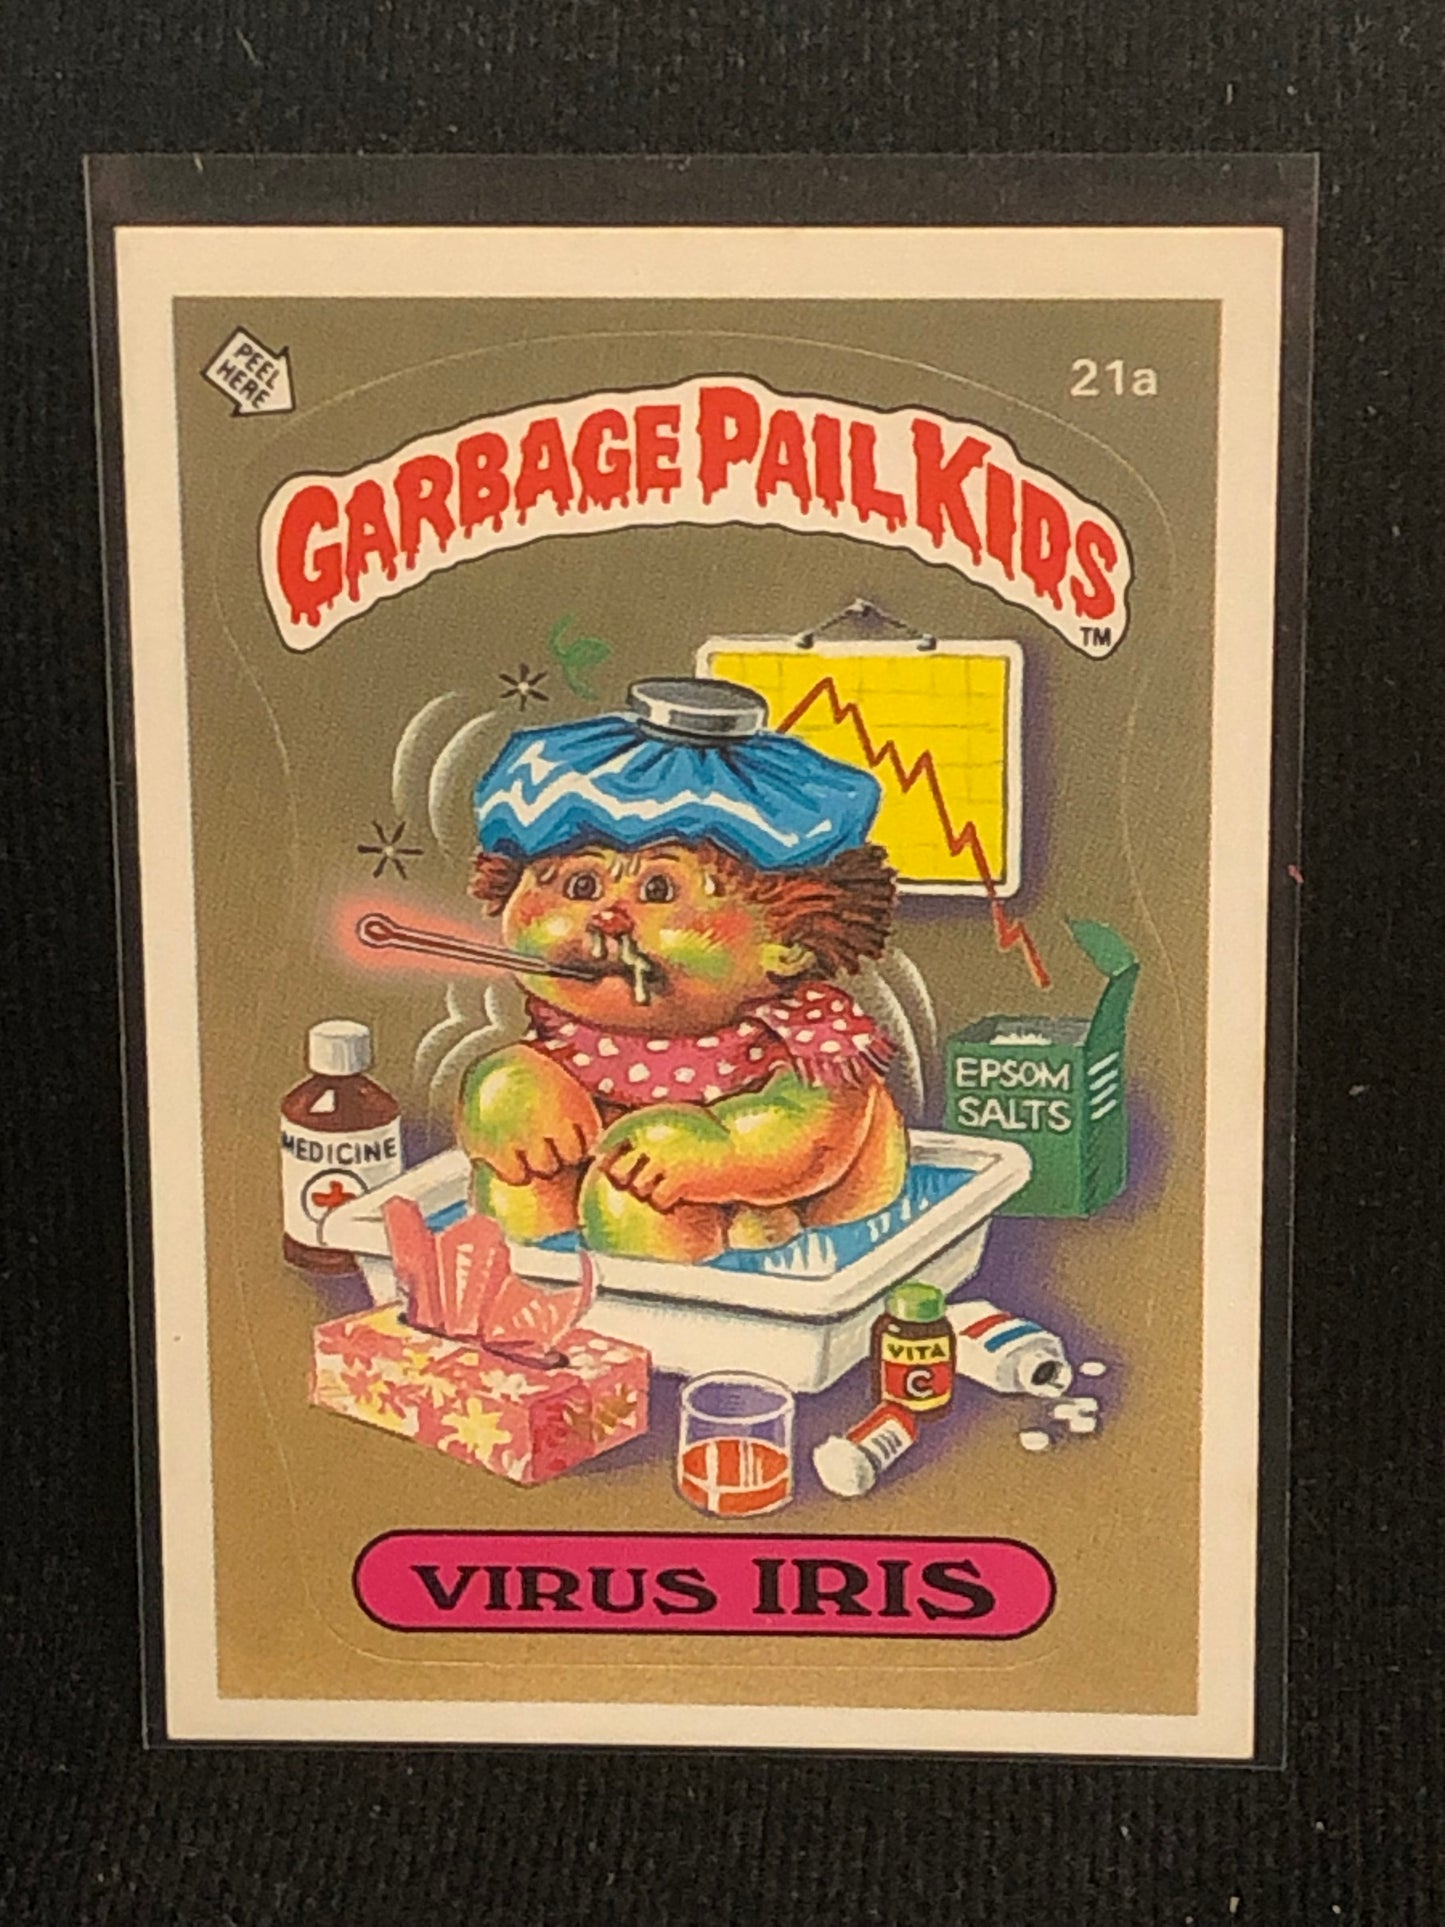 PEEL
HERE
21a
GARBAGE PAIL KIDS
TM
EPSOM
SALTS
MEDICINE
VITA
C
VIRUS IRIS